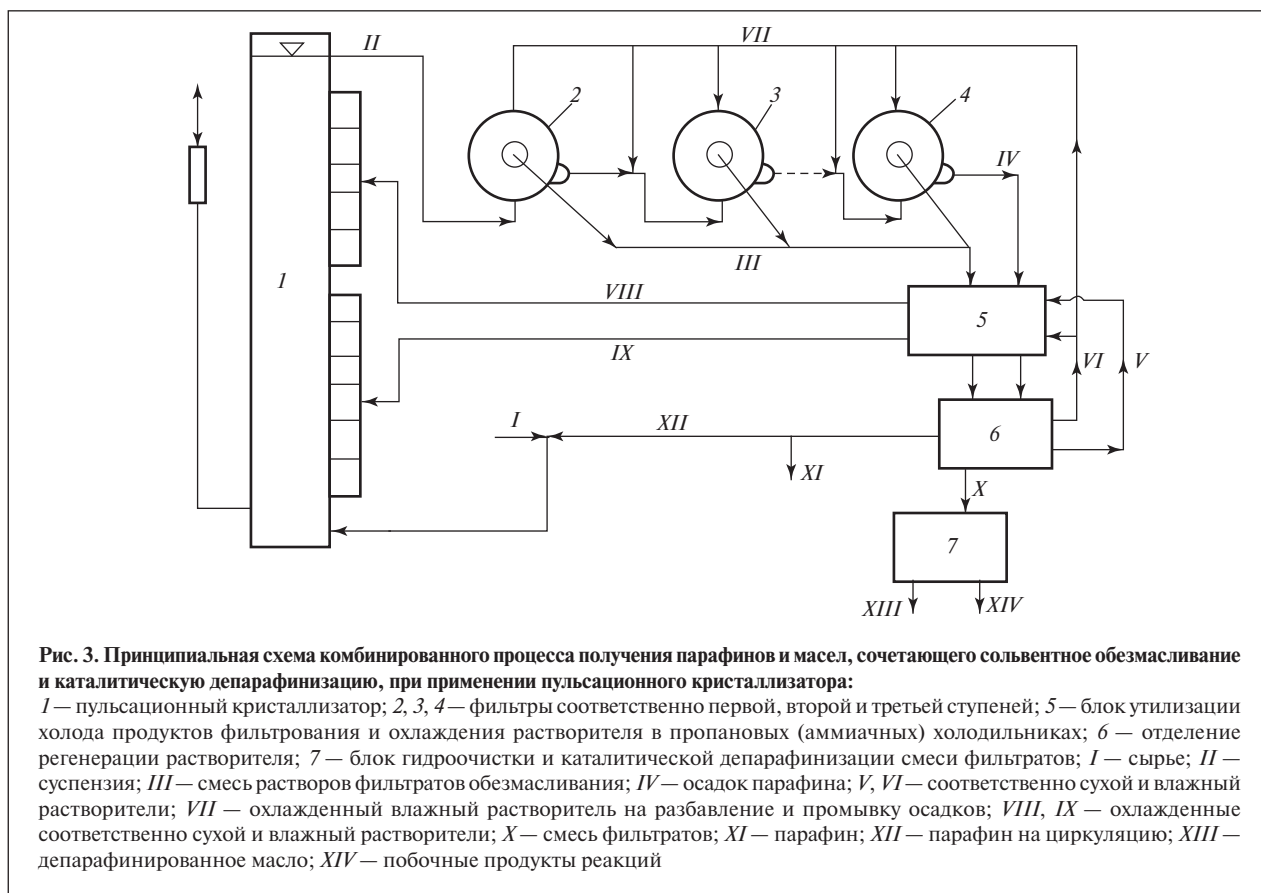 II
VII
2
3
4
IV
1
III
VIII
5
IX
VI
V
I
XII
6
XI
X
7
XIII
XIV
Рис. 3. Принципиальная схема комбинированного процесса получения парафинов и масел, сочетающего сольвентное обезмасливание
и каталитическую депарафинизацию, при применении пульсационного кристаллизатора:
1 — пульсационный кристаллизатор; 2, 3, 4 — фильтры соответственно первой, второй и третьей ступеней; 5 — блок утилизации
холода продуктов фильтрования и охлаждения растворителя в пропановых (аммиачных) холодильниках; 6 — отделение
регенерации растворителя; 7 — блок гидроочистки и каталитической депарафинизации смеси фильтратов; I — сырье; II —
суспензия; III — смесь растворов фильтратов обезмасливания; IV — осадок парафина; V, VI — соответственно сухой и влажный
растворители; VII — охлажденный влажный растворитель на разбавление и промывку осадков; VIII, IX — охлажденные
соответственно сухой и влажный растворители; X — смесь фильтратов; XI — парафин; XII — парафин на циркуляцию; XIII —
депарафинированное масло; XIV — побочные продукты реакций